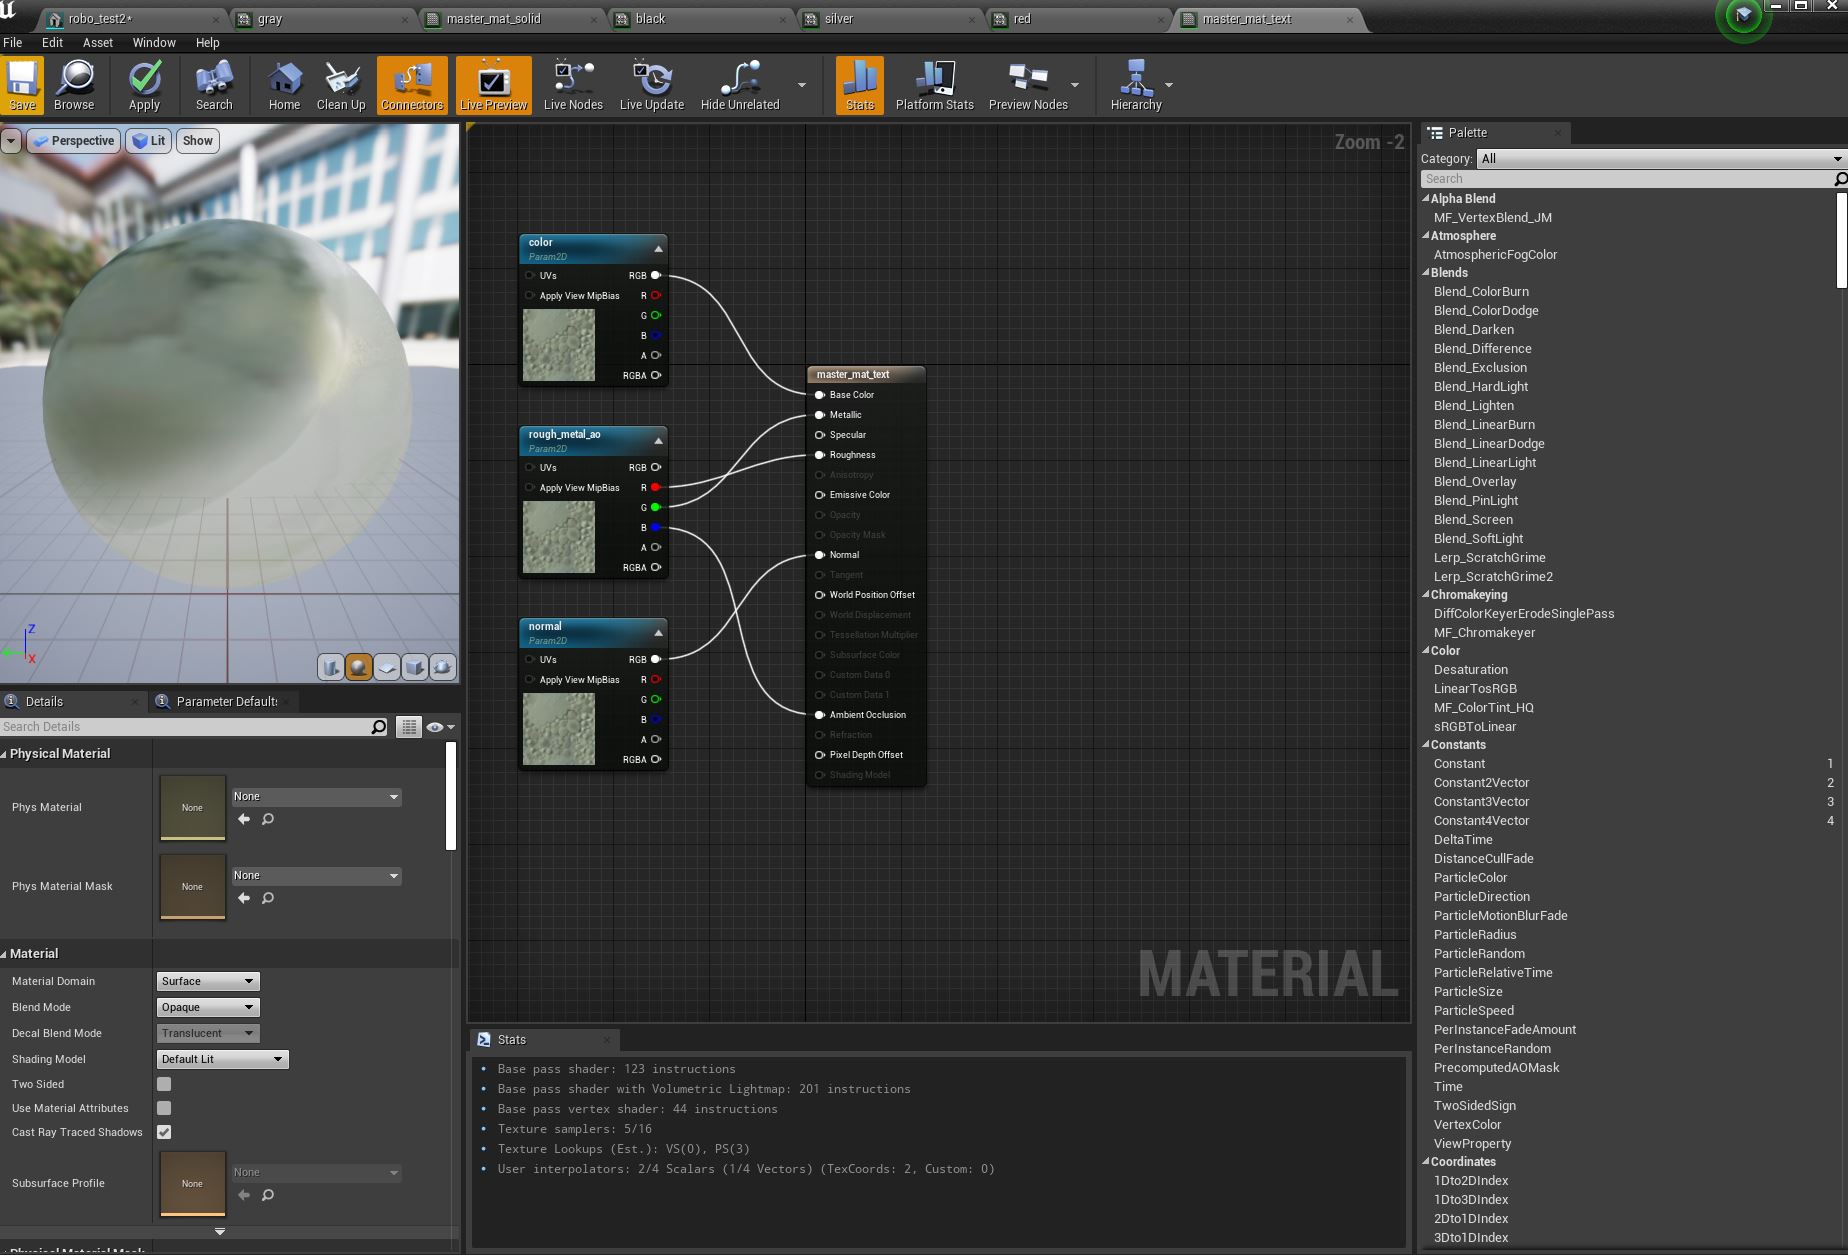 robo_test2*
gray
master_mat_solid
black
silver
red
master_mat_text
File
Edit
Asset
Window
Help
Save
Browse
Apply
Search
Home
Clean Up
Connectors
Live Preview
Live Nodes
Live Update
Hide Unrelated
Stats
Platform Stats
Preview Nodes
Hierarchy
Perspective
Lit
Show
Z
X
Zoom -2
color
Param2D
UVs
RGB
Apply View MipBias
R
G
B
A
RGBA
rough_metal_ao
Param2D
UVs
RGB
Apply View MipBias
R
G
B
A
RGBA
normal
Param2D
UVs
RGB
Apply View MipBias
R
G
B
A
RGBA
master_mat_text
Base Color
Metallic
Specular
Roughness
Anisotropy
Emissive Color
Opacity
Opacity Mask
Normal
Tangent
World Position Offset
World Displacement
Tessellation Multiplier
Subsurface Color
Custom Data 0
Custom Data 1
Ambient Occlusion
Refraction
Pixel Depth Offset
Shading Model
MATERIAL
Details
Parameter Default
Search Details
Physical Material
Phys Material
None
None
Phys Material Mask
None
None
Material
Material Domain
Surface
Blend Mode
Opaque
Decal Blend Mode
Translucent
Shading Model
Default Lit
Two Sided
Use Material Attributes
Cast Ray Traced Shadows
Subsurface Profile
None
None
Physical Material Mask
Stats
Base pass shader: 123 instructions
Base pass shader with Volumetric Lightmap: 201 instructions
Base pass vertex shader: 44 instructions
Texture samplers: 5/16
Texture Lookups (Est.): VS(0), PS(3)
User interpolators: 2/4 Scalars (1/4 Vectors) (TexCoords: 2, Custom: 0)
Palette
Category: All
Search
Alpha Blend
MF_VertexBlend_JM
Atmosphere
AtmosphericFogColor
Blends
Blend_ColorBurn
Blend_ColorDodge
Blend_Darken
Blend_Difference
Blend_Exclusion
Blend_HardLight
Blend_Lighten
Blend_LinearBurn
Blend_LinearDodge
Blend_LinearLight
Blend_Overlay
Blend_PinLight
Blend_Screen
Blend_SoftLight
Lerp_ScratchGrime
Lerp_ScratchGrime2
Chromakeying
DiffColorKeyerErodeSinglePass
MF_Chromakeyer
Color
Desaturation
LinearTosRGB
MF_ColorTint_HQ
sRGBToLinear
Constants
Constant 1
Constant2Vector 2
Constant3Vector 3
Constant4Vector 4
DeltaTime
DistanceCullFade
ParticleColor
ParticleDirection
ParticleMotionBlurFade
ParticleRadius
ParticleRandom
ParticleRelativeTime
ParticleSize
ParticleSpeed
PerInstanceFadeAmount
PerInstanceRandom
PrecomputedAOMask
Time
TwoSidedSign
VertexColor
ViewProperty
Coordinates
1Dto2DIndex
1Dto3DIndex
2Dto1DIndex
3Dto1DIndex